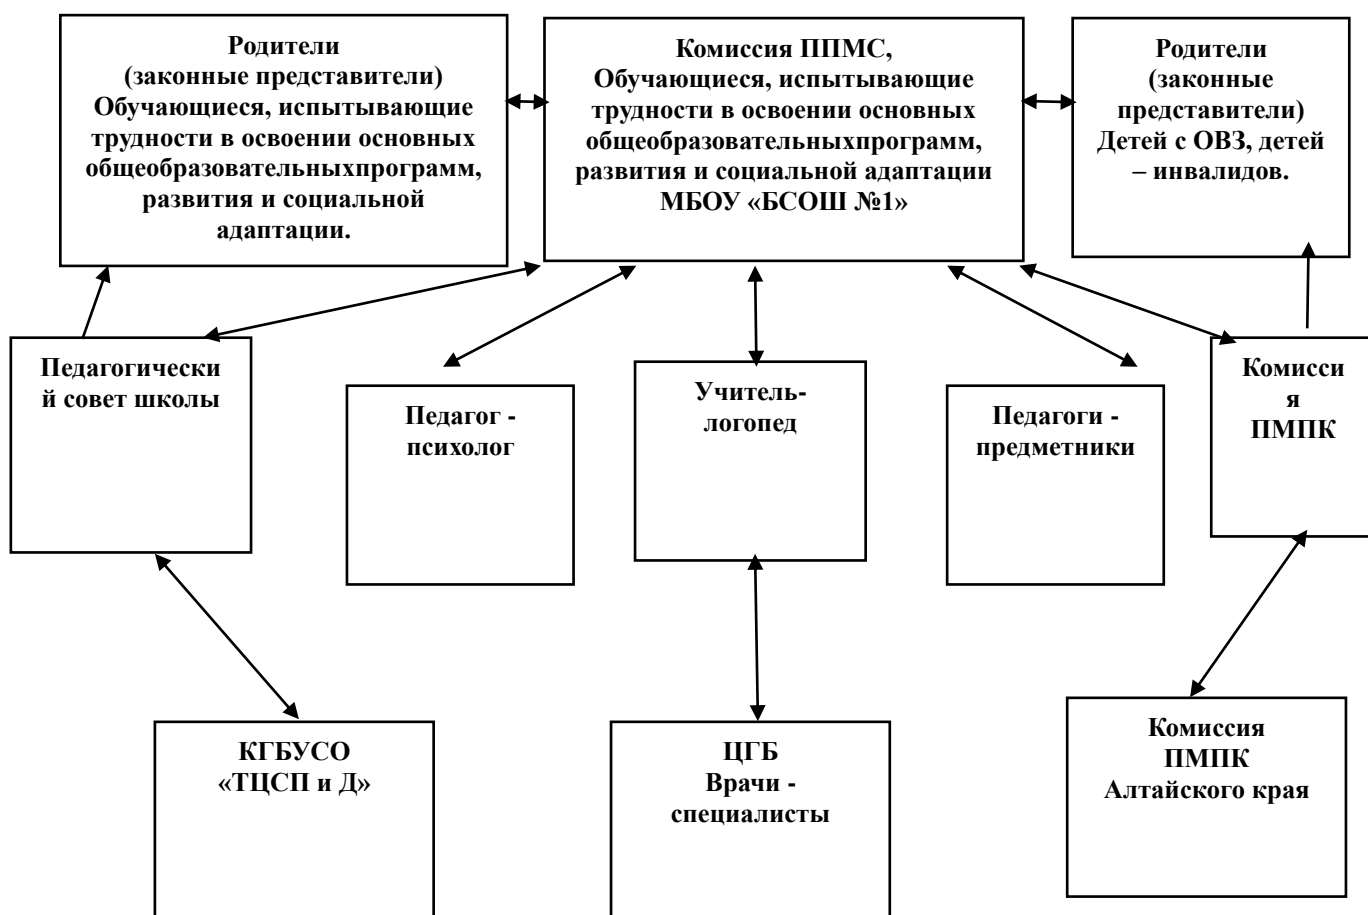 Родители
(законные представители)
Обучающиеся, испытывающие
трудности в освоении основных
общеобразовательныхпрограмм,
развития и социальной
адаптации.
Комиссия ППМС,
Обучающиеся, испытывающие
трудности в освоении основных
общеобразовательныхпрограмм,
развития и социальной адаптации
МБОУ «БСОШ №1»
Родители
(законные
представители)
Детей с ОВЗ, детей
– инвалидов.
Педагогически
й совет школы
Педагог -
психолог
Учитель-
логопед
Педагоги -
предметники
Комисси
я
ПМПК
КГБУСО
«ТЦСП и Д»
ЦГБ
Врачи -
специалисты
Комиссия
ПМПК
Алтайского края